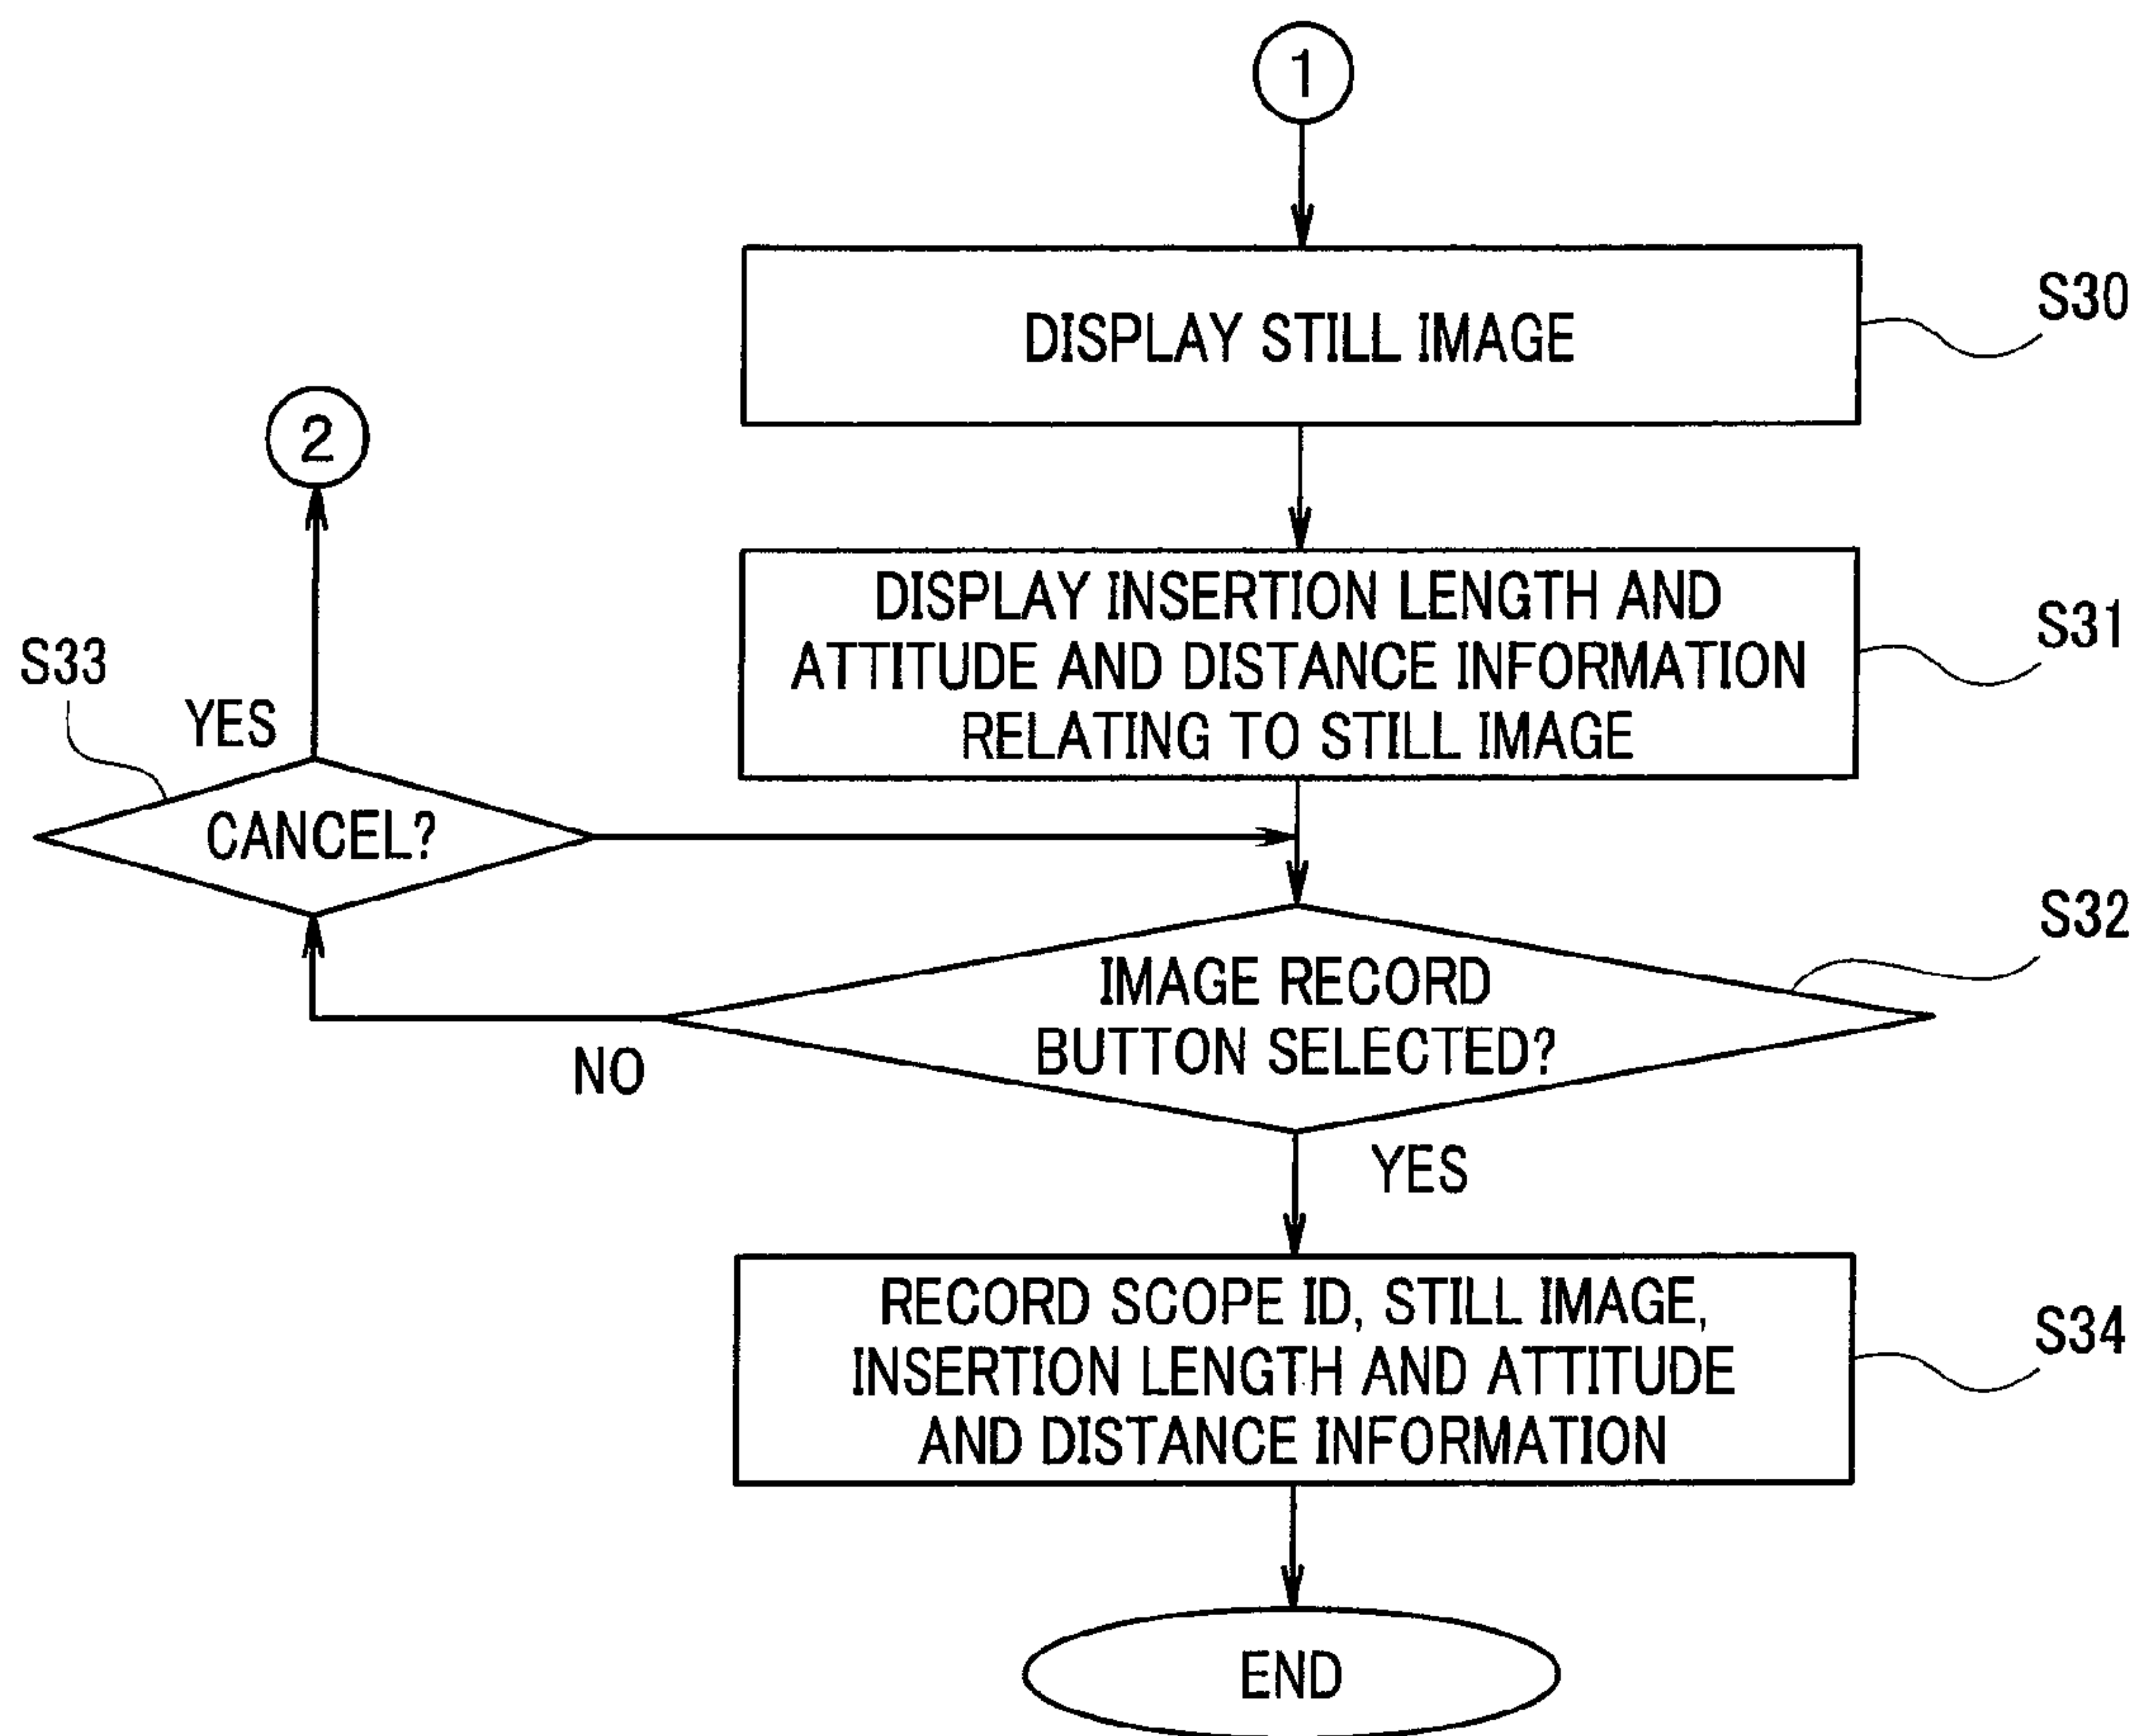 1
DISPLAY STILL IMAGE
S30
2
DISPLAY INSERTION LENGTH AND
ATTITUDE AND DISTANCE INFORMATION
RELATING TO STILL IMAGE
S31
S33
YES
CANCEL?
S32
IMAGE RECORD
BUTTON SELECTED?
NO
YES
RECORD SCOPE ID, STILL IMAGE,
INSERTION LENGTH AND ATTITUDE
AND DISTANCE INFORMATION
S34
END